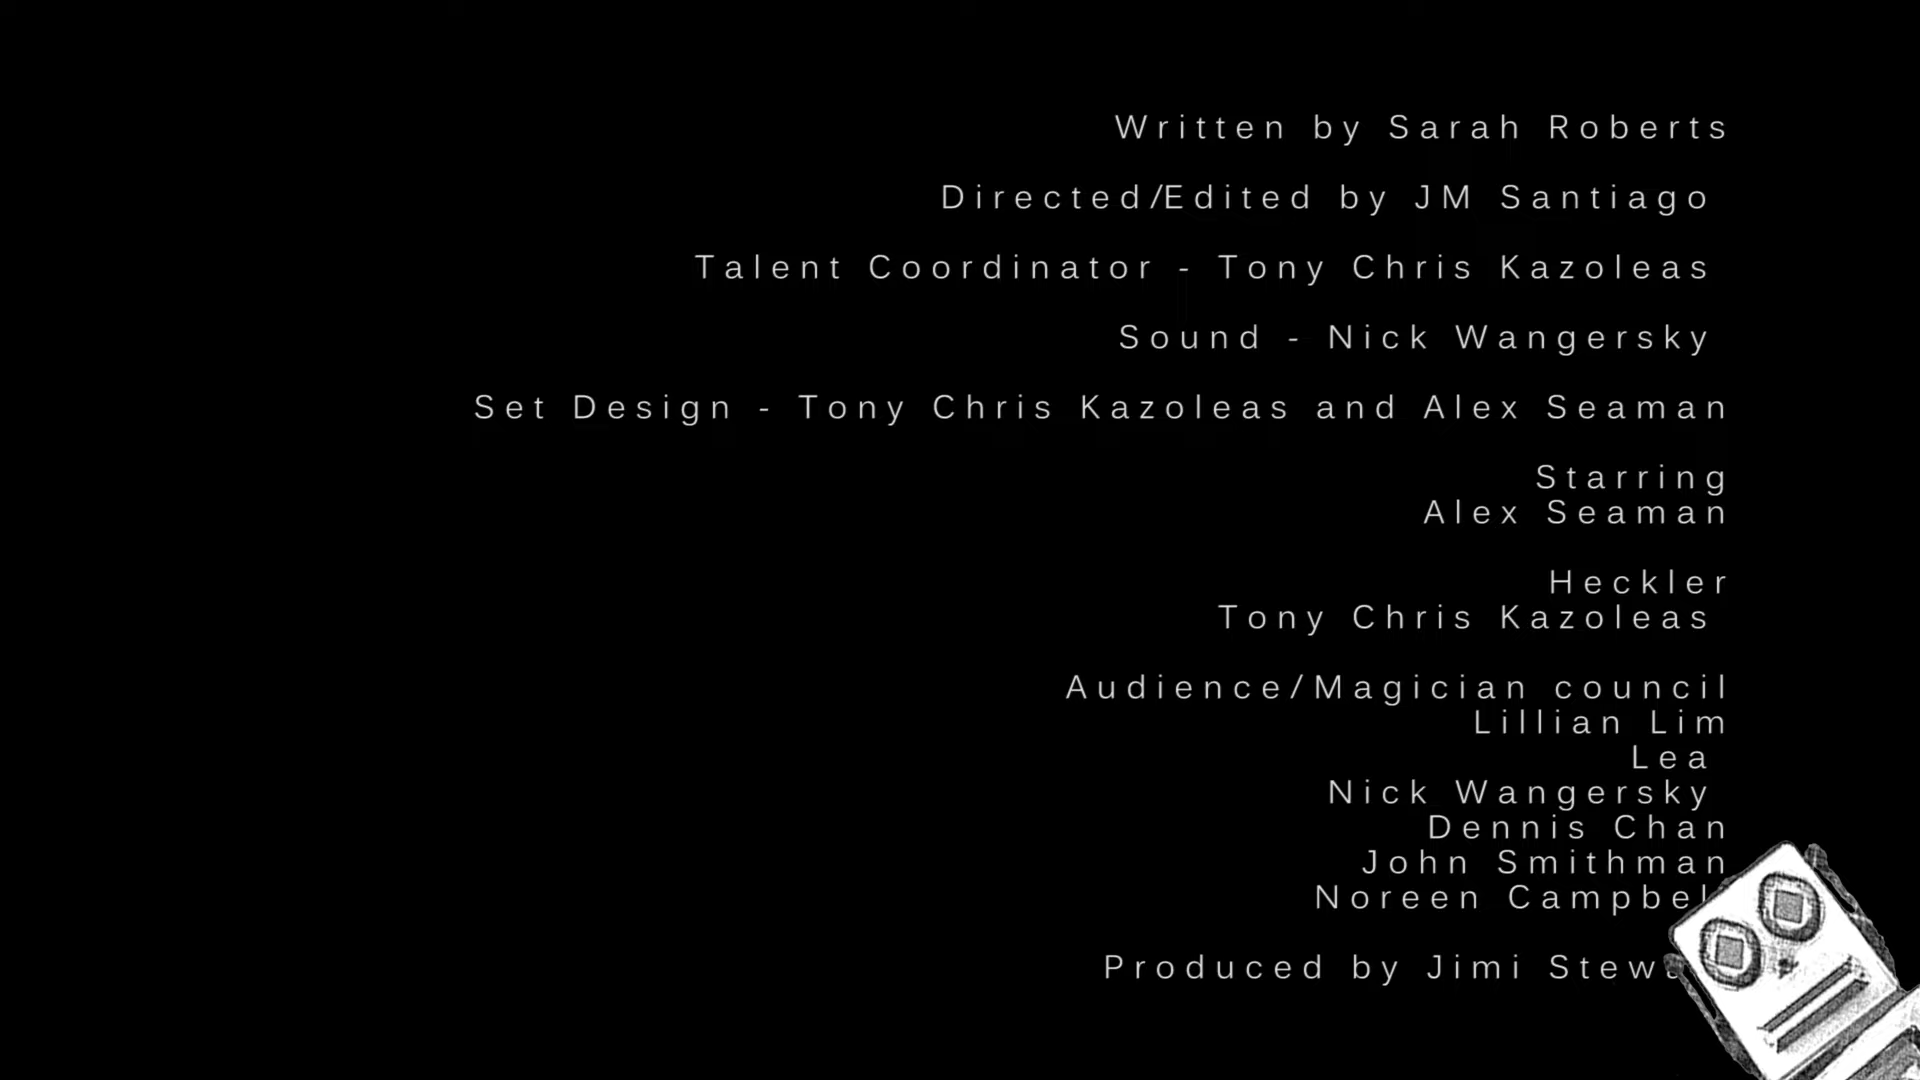 Written by Sarah Roberts
Directed/Edited by JM Santiago
Talent Coordinator - Tony Chris Kazoleas
Sound - Nick Wangersky
Set Design - Tony Chris Kazoleas and Alex Seaman
Starring
Alex Seaman
Heckler
Tony Chris Kazoleas
Audience/Magician council
Lillian Lim
Lea
Nick Wangersky
Dennis Chan
John Smithman
Noreen
Produced by Jimi